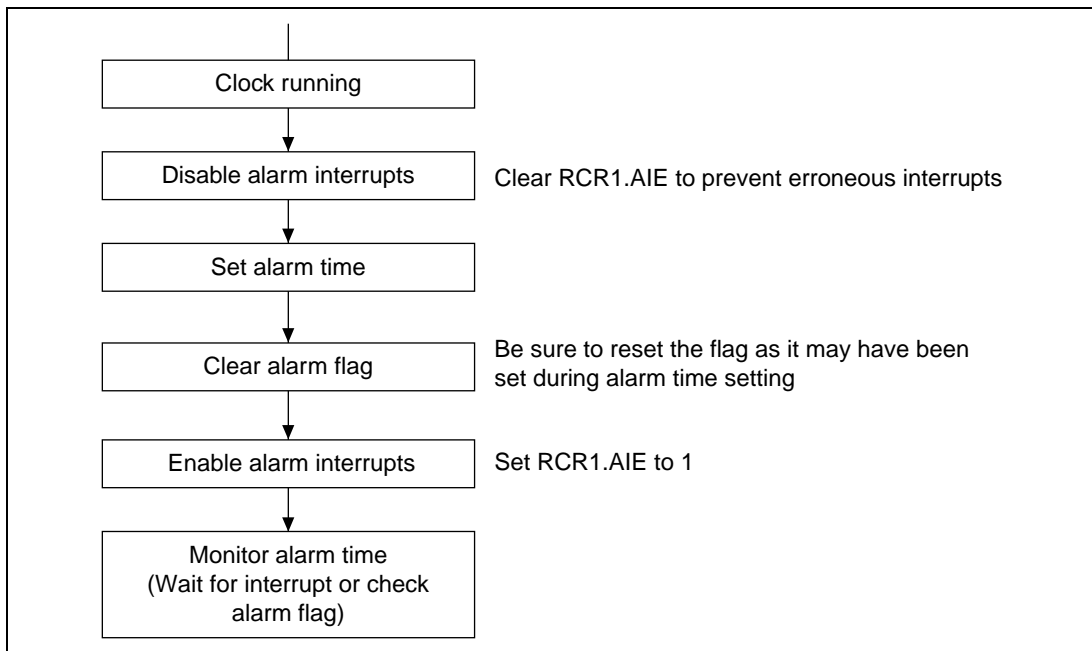 Clock running
Disable alarm interrupts
Clear RCR1.AIE to prevent erroneous interrupts
Set alarm time
Clear alarm flag
Be sure to reset the flag as it may have been
set during alarm time setting
Enable alarm interrupts
Set RCR1.AIE to 1
Monitor alarm time
(Wait for interrupt or check
alarm flag)